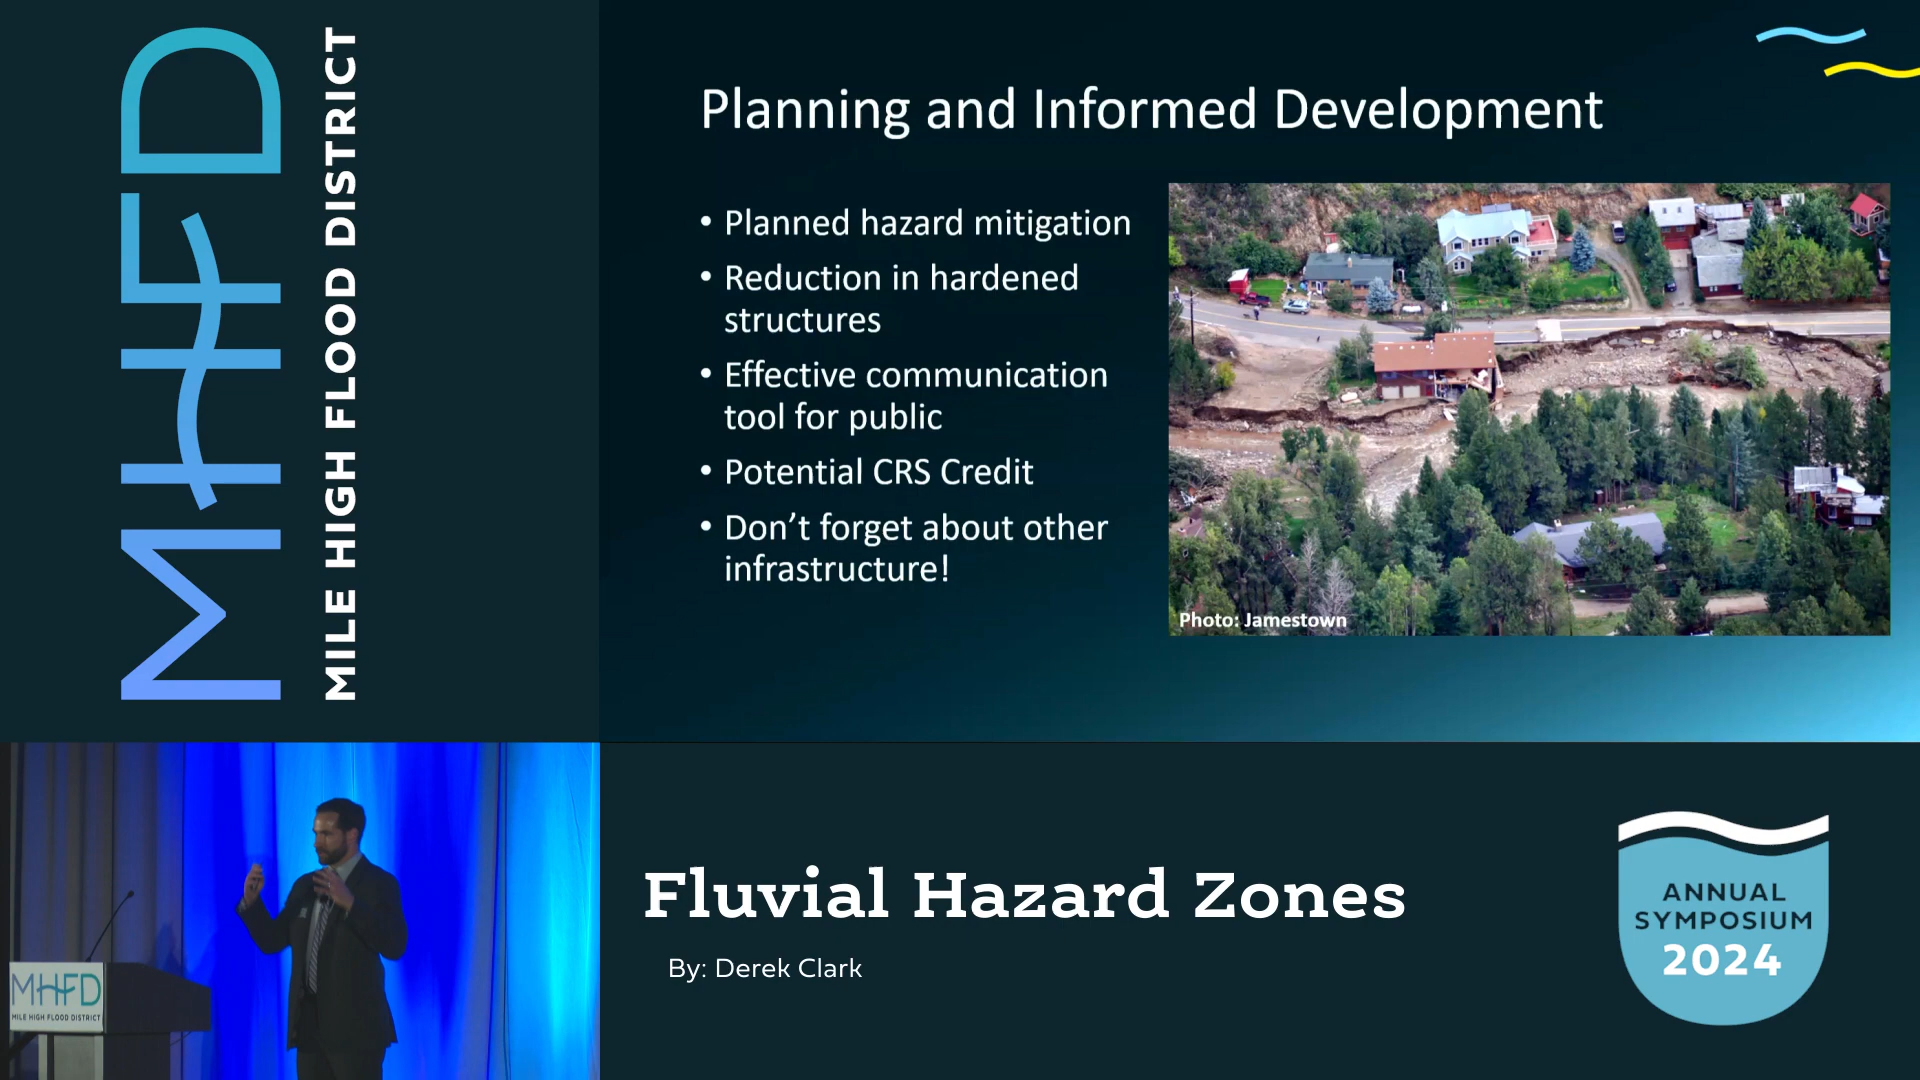 MHFD
MILE HIGH FLOOD DISTRICT
Planning and Informed Development
• Planned hazard mitigation
• Reduction in hardened
structures
• Effective communication
tool for public
• Potential CRS Credit
• Don’t forget about other
infrastructure!
Photo: Jamestown
MHFD
MILE HIGH FLOOD DISTRICT
Fluvial Hazard Zones
By: Derek Clark
ANNUAL
SYMPOSIUM
2024